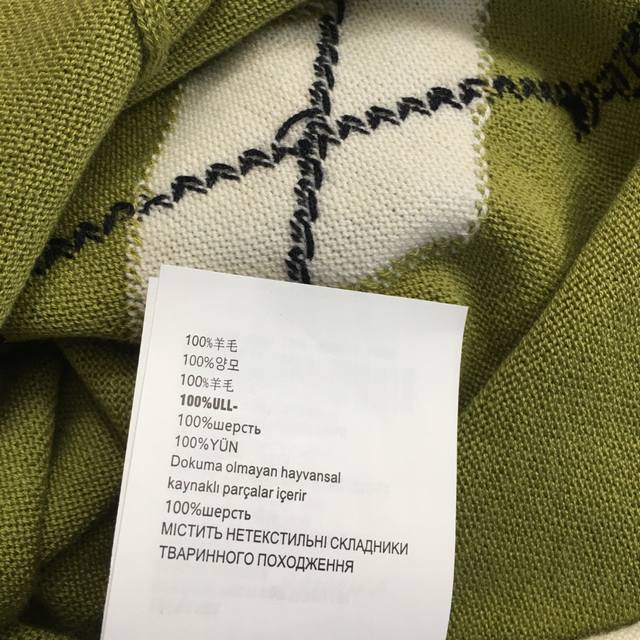 100%羊毛
100%양모
100%羊毛
100%ULL-
100%шерсть
100%YÜN
Dokuma olmayan hayvansal
kaynaklı parçalar içerir
100%шерсть
МІСТИТЬ НЕТЕКСТИЛЬНІ СКЛАДНИКИ
ТВАРИННОГО ПОХОДЖЕННЯ